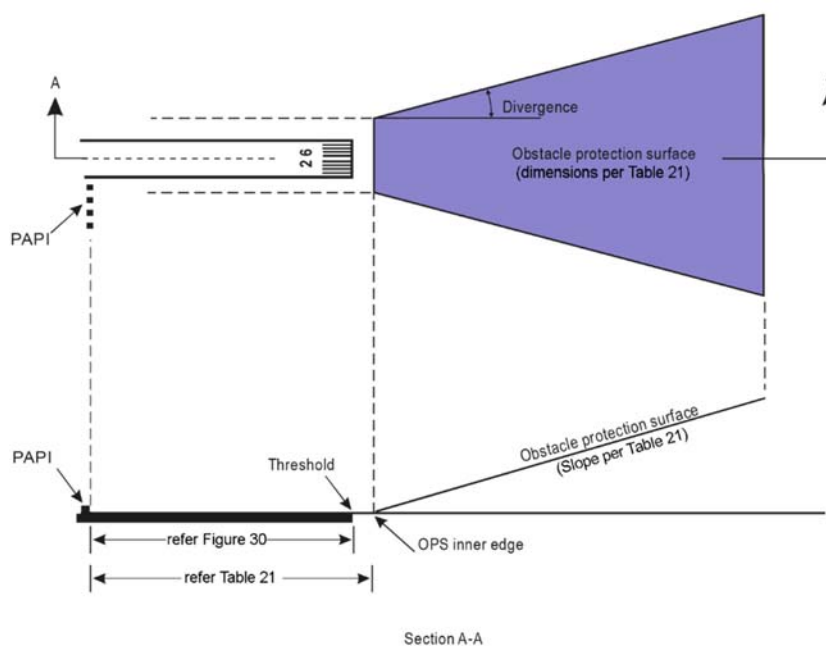 A
Divergence
26
Obstacle protection surface
(dimensions per Table 21)
PAPI
Obstacle protection surface
(Slope per Table 21)
PAPI
Threshold
refer Figure 30
OPS inner edge
refer Table 21
Section A-A